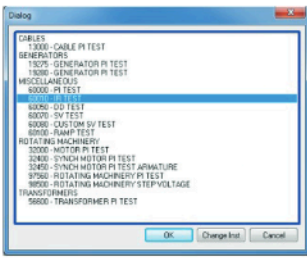 Dialog
CABLES
13000 - CABLE PI TEST
GENERATORS
19275 - GENERATOR PI TEST
19280 - GENERATOR PI TEST
MISCELLANEOUS
60000 - PI TEST
60010 - IR TEST
60050 - DD TEST
60070 - SV TEST
60080 - CUSTOM SV TEST
60100 - RAMP TEST
ROTATING MACHINERY
32000 - MOTOR PI TEST
32400 - SYNCH MOTOR PI TEST
32450 - SYNCH MOTOR PI TEST ARMATURE
97560 - ROTATING MACHINERY PI TEST
98500 - ROTATING MACHINERY STEP VOLTAGE
TRANSFORMERS
56600 - TRANSFORMER PI TEST
OK Change Inst. Cancel